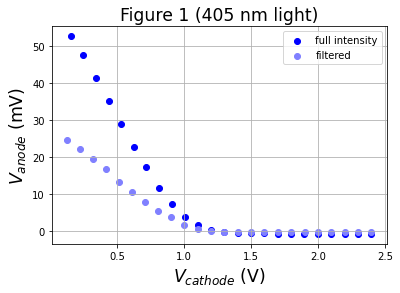 Figure 1 (405 nm light)
full intensity
filtered
V_anode (mV)
50
40
30
20
10
0
0.5
1.0
1.5
2.0
2.5
V_cathode (V)